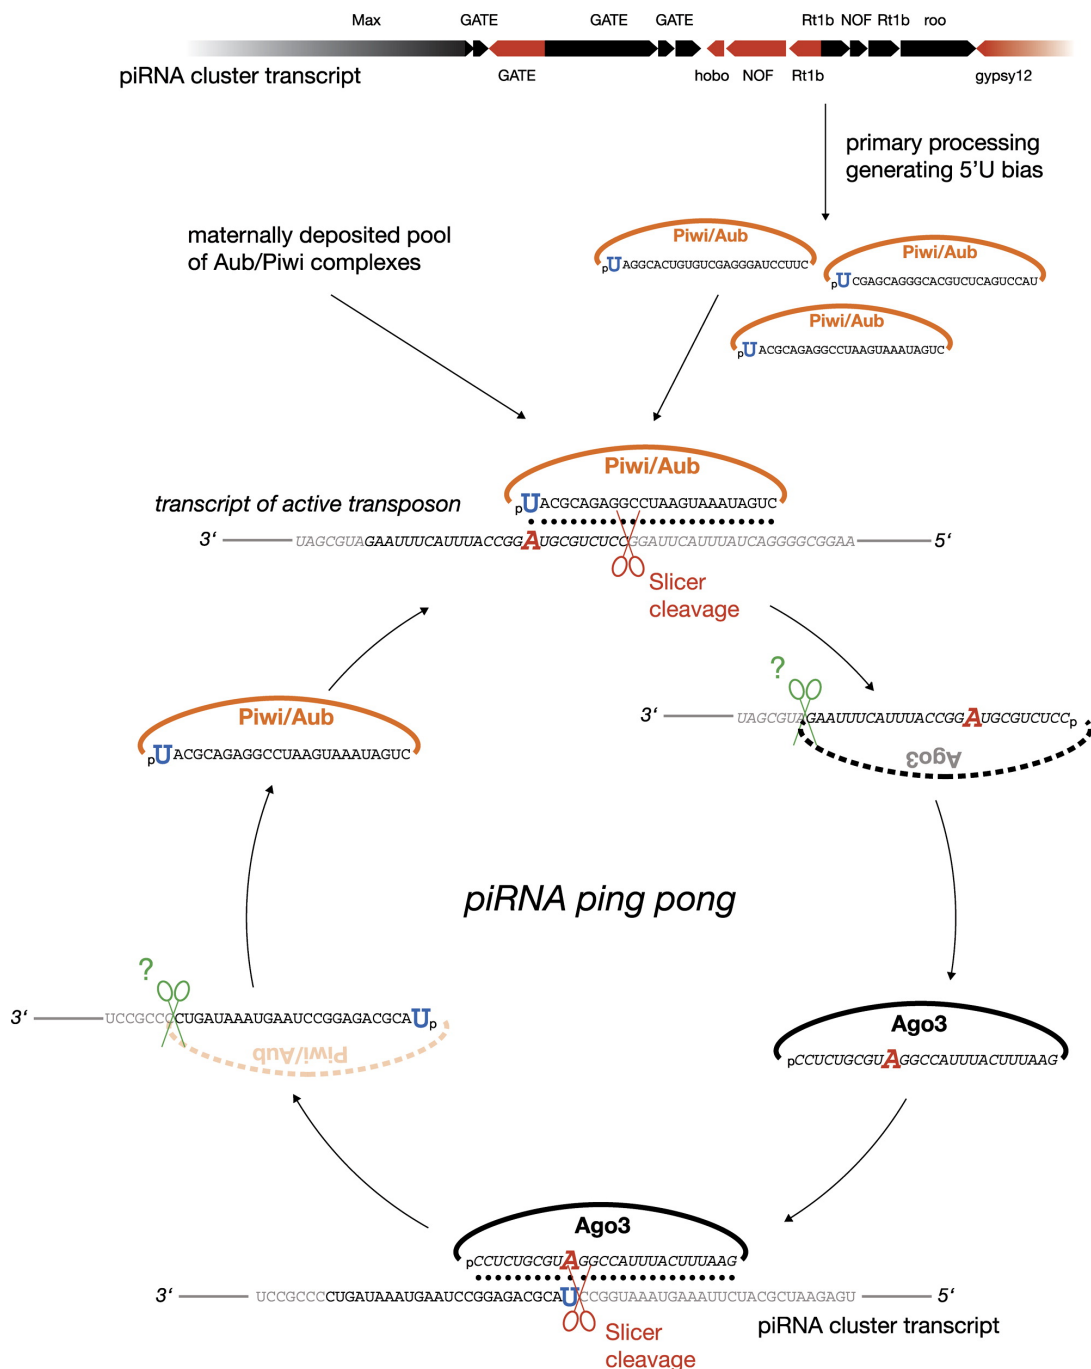 Max GATE GATE GATE Rt1b NOF Rt1b roo
piRNA cluster transcript
GATE hobo NOF Rt1b gypsy12
primary processing
generating 5'U bias
maternally deposited pool
of Aub/Piwi complexes
Piwi/Aub
pUAGGCACUGUGUCGAGGGAUCCUUC
Piwi/Aub
pUCGAGCAGGGCACGUCUCAGUCCAU
Piwi/Aub
pUACGCAGAGGCCUAAGUAAAUAGUC
Piwi/Aub
pUACGCAGAGGCCUAAGUAAAUAGUC
transcript of active transposon
3‘ UAGCGUAGAAUUUCAUUUACCGGAUGCGUCUCCGGAUUCAUUUAUCAGGGGCGGAA 5‘
Slicer
cleavage
?
3‘ UAGCGUAGAAUUUCAUUUACCGGAUGCGUCUCCp
Ago3
Piwi/Aub
pUACGCAGAGGCCUAAGUAAAUAGUC
piRNA ping pong
?
3‘ UCCGCCCCUGAUAAAUGAAUCCGGAGACGCAUp
Piwi/Aub
Ago3
pCCUCUGCGUAGGCCAUUUACUUUAAG
Ago3
pCCUCUGCGUAGGCCAUUUACUUUAAG
3‘ UCCGCCCCUGAUAAAUGAAUCCGGAGACGCAUCCGGUAAAUGAAAUUCUACGCUAAGAGU 5‘
Slicer
cleavage
piRNA cluster transcript